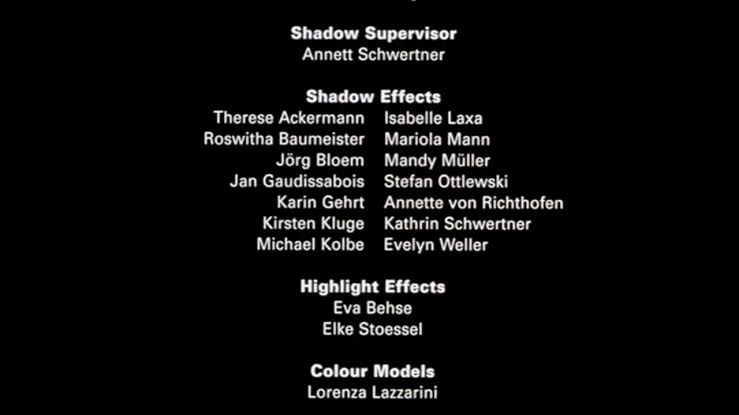 Shadow Supervisor
Annett Schwertner
Shadow Effects
Therese Ackermann Isabelle Laxa
Roswitha Baumeister Mariola Mann
Jörg Bloem Mandy Müller
Jan Gaudissabois Stefan Ottlewski
Karin Gehrt Annette von Richthofen
Kirsten Kluge Kathrin Schwertner
Michael Kolbe Evelyn Weller
Highlight Effects
Eva Behse
Elke Stoessel
Colour Models
Lorenza Lazzarini